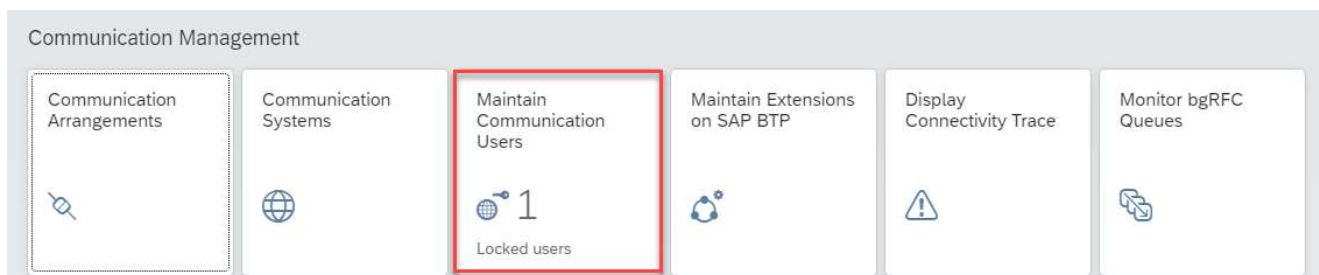 Communication Management
Communication
Arrangements
Communication
Systems
Maintain
Communication
Users
1
Locked users
Maintain Extensions
on SAP BTP
Display
Connectivity Trace
Monitor bgRFC
Queues